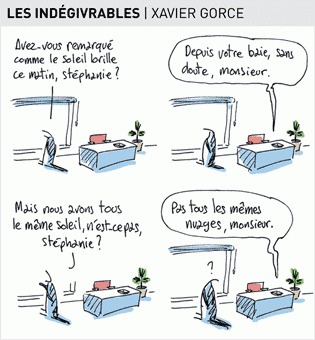 LES INDÉGIVRABLES | XAVIER GORCE
Avez-vous remarqué
comme le soleil brille
ce matin, stéphanie ?
Depuis votre baie, sans
doute, monsieur.
Mais nous avons tous
le même soleil, n'est-ce pas,
stéphanie ?
Pas tous les mêmes
nuages, monsieur.
?